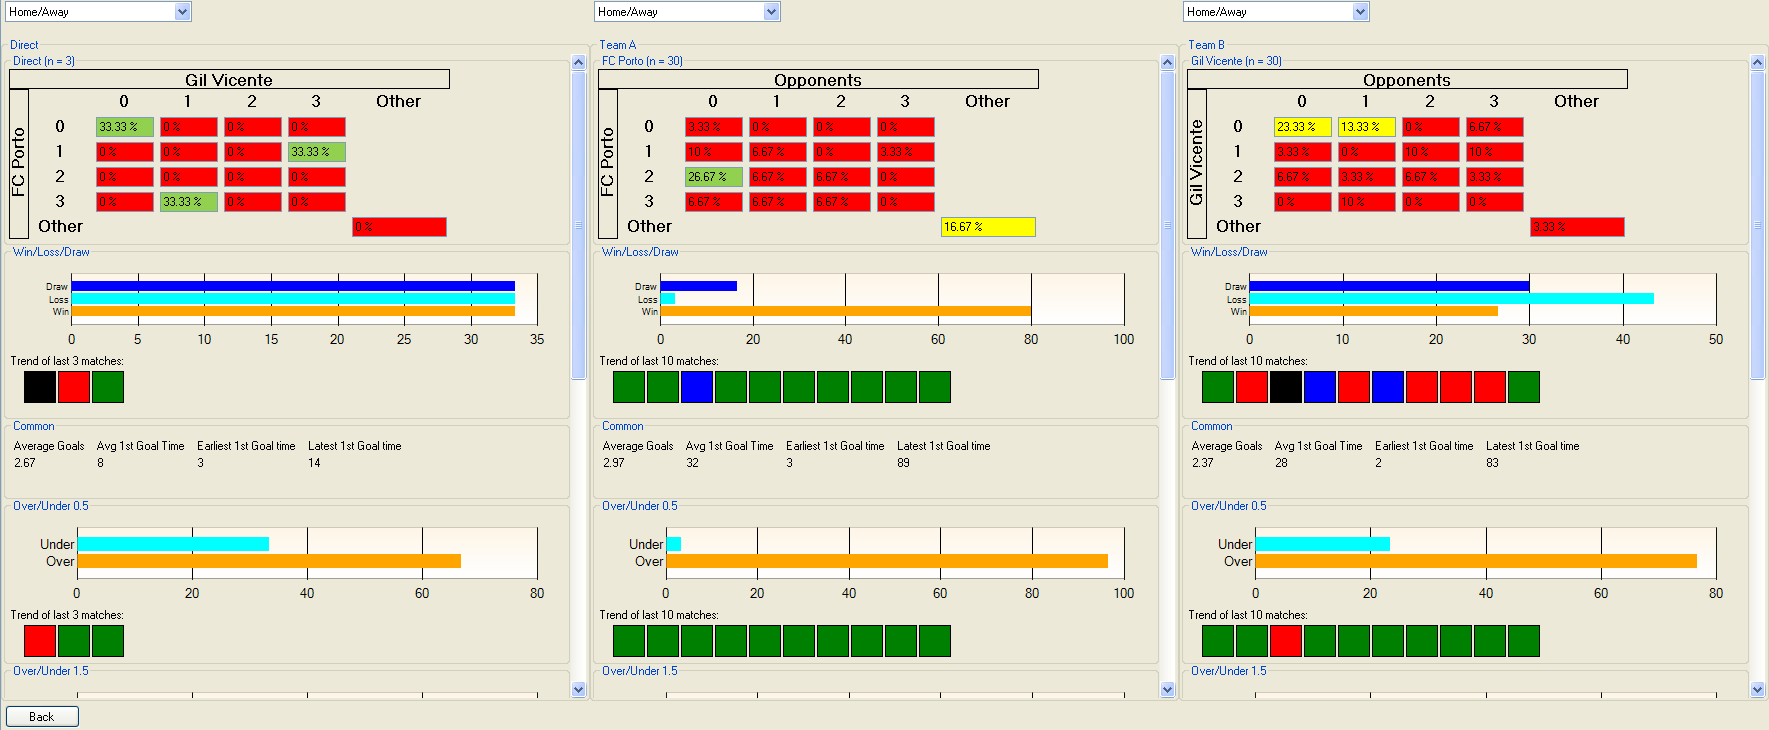 Home/Away
Home/Away
Home/Away
Direct
Direct (n = 3)
Gil Vicente
0 1 2 3 Other
FC Porto
0 33.33 % 0 % 0 % 0 %
1 0 % 0 % 0 % 33.33 %
2 0 % 0 % 0 % 0 %
3 0 % 33.33 % 0 % 0 %
Other 0 %
Win/Loss/Draw
Draw
Loss
Win
0 5 10 15 20 25 30 35
Trend of last 3 matches:
Common
Average Goals Avg 1st Goal Time Earliest 1st Goal time Latest 1st Goal time
2.67 8 3 14
Over/Under 0.5
Under
Over
0 20 40 60 80
Trend of last 3 matches:
Over/Under 1.5
Team A
FC Porto (n = 30)
Opponents
0 1 2 3 Other
FC Porto
0 3.33 % 0 % 0 % 0 %
1 10 % 6.67 % 0 % 3.33 %
2 26.67 % 6.67 % 6.67 % 0 %
3 6.67 % 6.67 % 6.67 % 0 %
Other 16.67 %
Win/Loss/Draw
Draw
Loss
Win
0 20 40 60 80 100
Trend of last 10 matches:
Common
Average Goals Avg 1st Goal Time Earliest 1st Goal time Latest 1st Goal time
2.97 32 3 89
Over/Under 0.5
Under
Over
0 20 40 60 80 100
Trend of last 10 matches:
Over/Under 1.5
Team B
Gil Vicente (n = 30)
Opponents
0 1 2 3 Other
Gil Vicente
0 23.33 % 13.33 % 0 % 6.67 %
1 3.33 % 0 % 10 % 10 %
2 6.67 % 3.33 % 6.67 % 3.33 %
3 0 % 10 % 0 % 0 %
Other 3.33 %
Win/Loss/Draw
Draw
Loss
Win
0 10 20 30 40 50
Trend of last 10 matches:
Common
Average Goals Avg 1st Goal Time Earliest 1st Goal time Latest 1st Goal time
2.37 28 2 83
Over/Under 0.5
Under
Over
0 20 40 60 80
Trend of last 10 matches:
Over/Under 1.5
Back